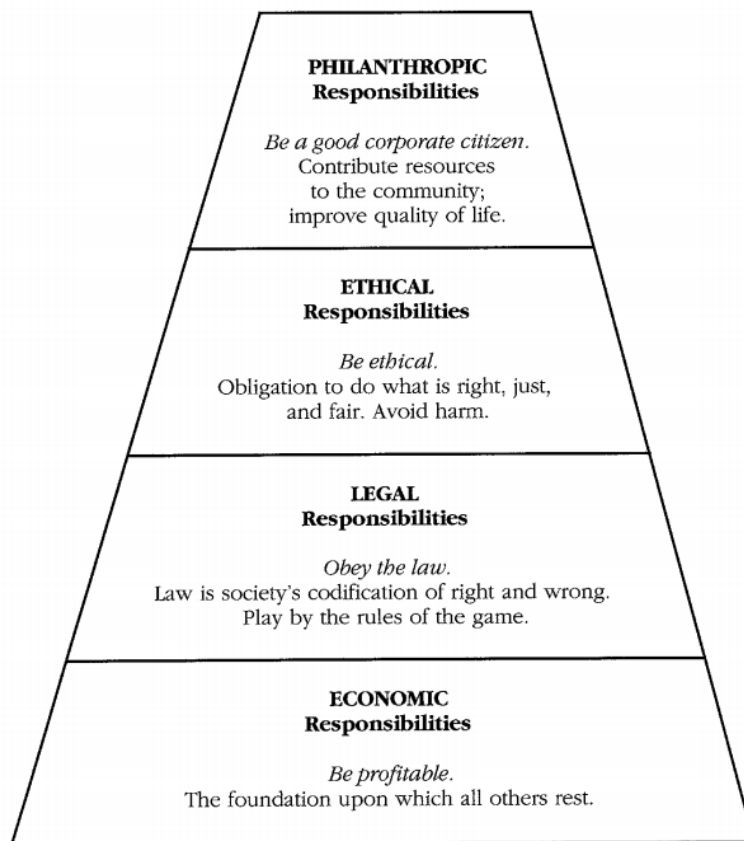 PHILANTHROPIC
Responsibilities
Be a good corporate citizen.
Contribute resources
to the community;
improve quality of life.
ETHICAL
Responsibilities
Be ethical.
Obligation to do what is right, just,
and fair. Avoid harm.
LEGAL
Responsibilities
Obey the law.
Law is society's codification of right and wrong.
Play by the rules of the game.
ECONOMIC
Responsibilities
Be profitable.
The foundation upon which all others rest.